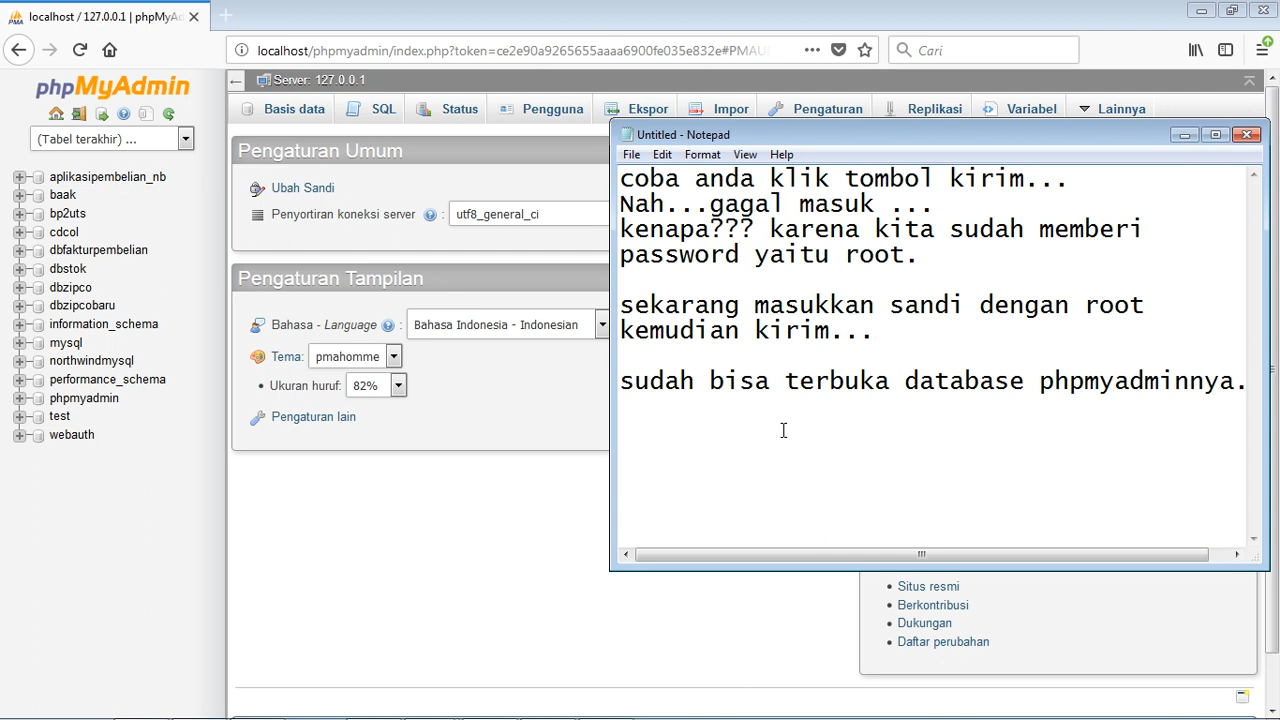 localhost / 127.0.0.1 | phpMyAd
localhost/phpmyadmin/index.php?token=ce2e90a9265655aaaa6900fe035e832e#PMAU
Cari
phpMyAdmin
(Tabel terakhir) ...
aplikasipembelian_nb
baak
bp2uts
cdcol
dbfakturpembelian
dbstok
dbzipco
dbzipcobaru
information_schema
mysql
northwindmysql
performance_schema
phpmyadmin
test
webauth
Server: 127.0.0.1
Basis data
SQL
Status
Pengguna
Ekspor
Impor
Pengaturan
Replikasi
Variabel
Lainnya
Pengaturan Umum
Ubah Sandi
Penyortiran koneksi server : utf8_general_ci
Pengaturan Tampilan
Bahasa - Language : Bahasa Indonesia - Indonesian
Tema: pmahomme
Ukuran huruf: 82%
Pengaturan lain
Untitled - Notepad
File Edit Format View Help
coba anda klik tombol kirim...
Nah...gagal masuk ...
kenapa??? karena kita sudah memberi
password yaitu root.
sekarang masukkan sandi dengan root
kemudian kirim...
sudah bisa terbuka database phpmyadminnya.
Situs resmi
Berkontribusi
Dukungan
Daftar perubahan